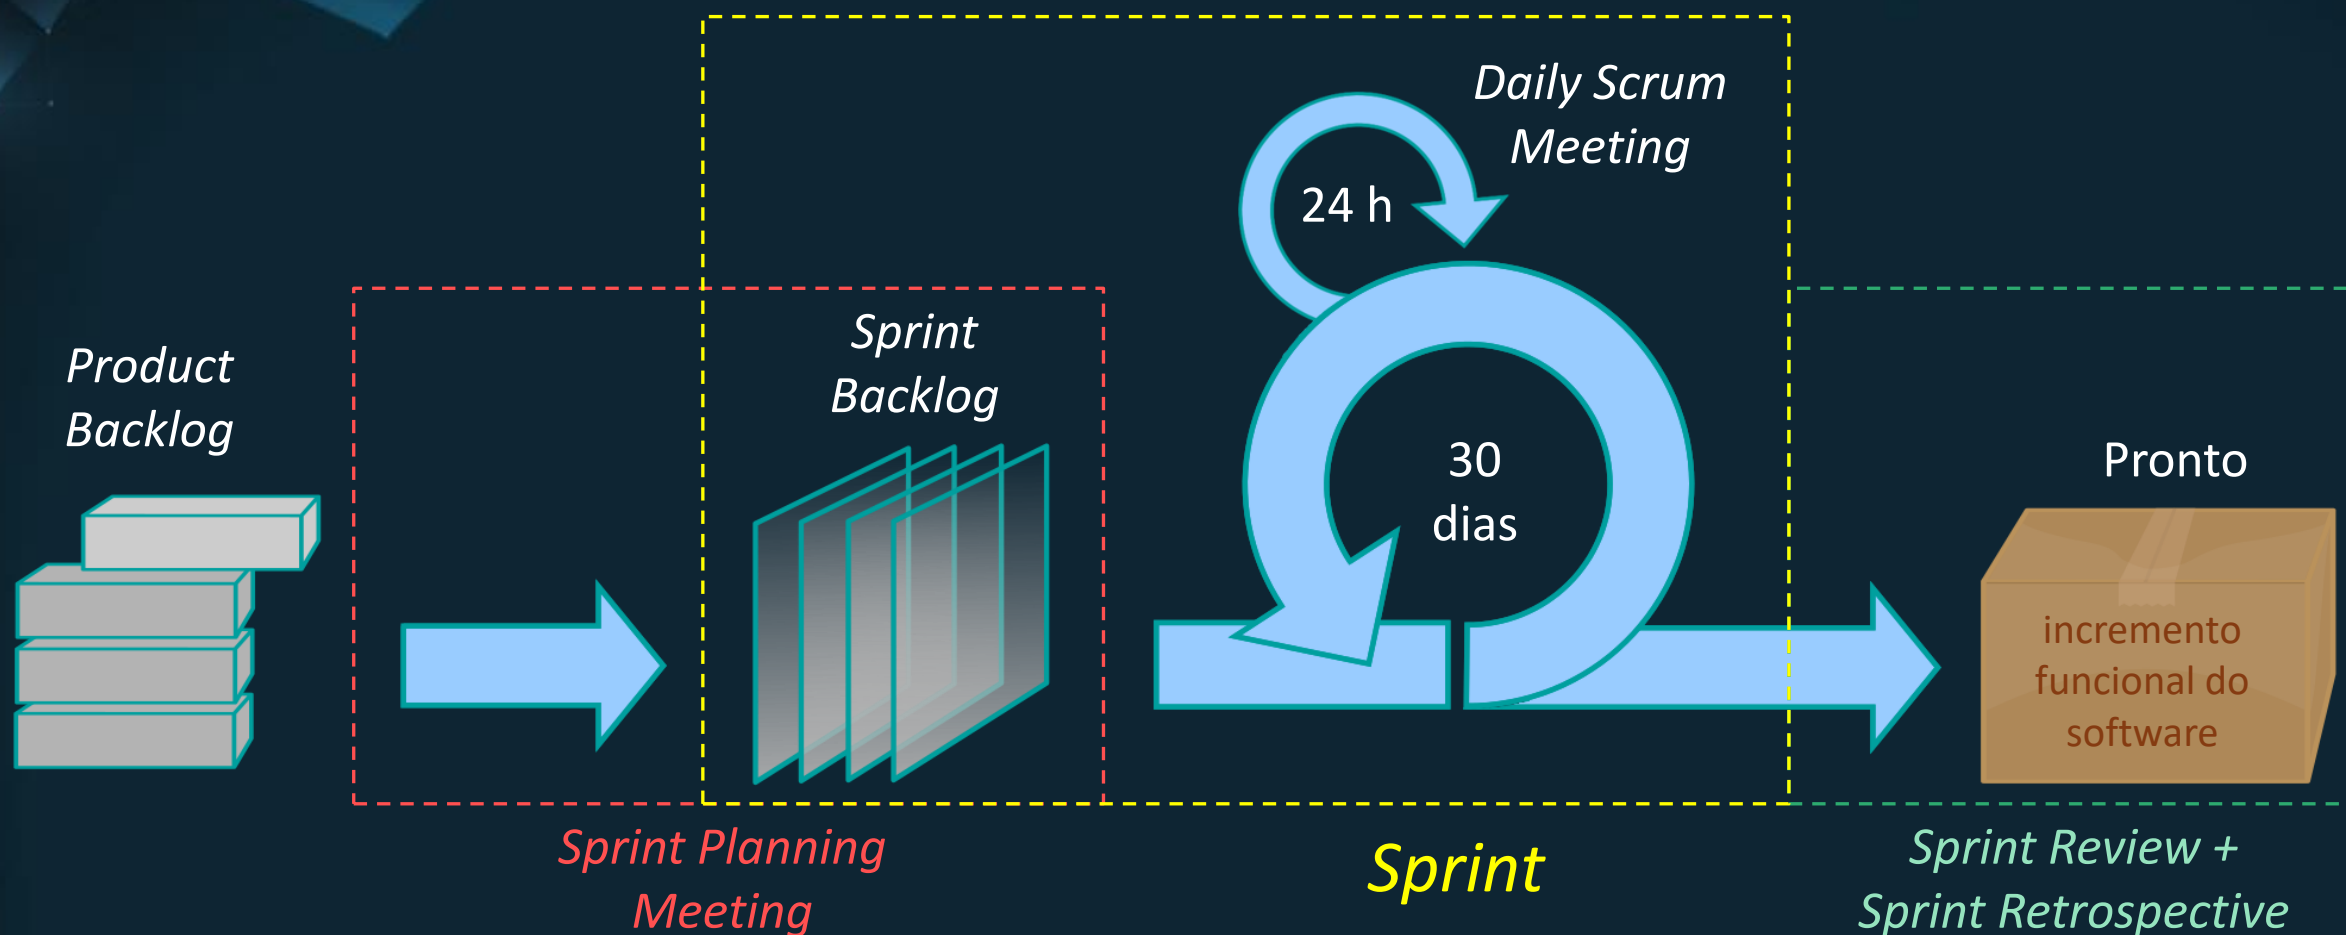 Product
Backlog
Sprint
Backlog
Daily Scrum
Meeting
24 h
30
dias
Pronto
incremento
funcional do
software
Sprint Planning
Meeting
Sprint
Sprint Review +
Sprint Retrospective